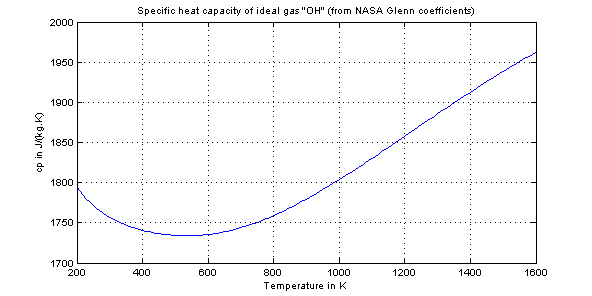 Specific heat capacity of ideal gas "OH" (from NASA Glenn coefficients)
2000
1950
1900
1850
1800
1750
1700
cp in J/(kg.K)
200 400 600 800 1000 1200 1400 1600
Temperature in K